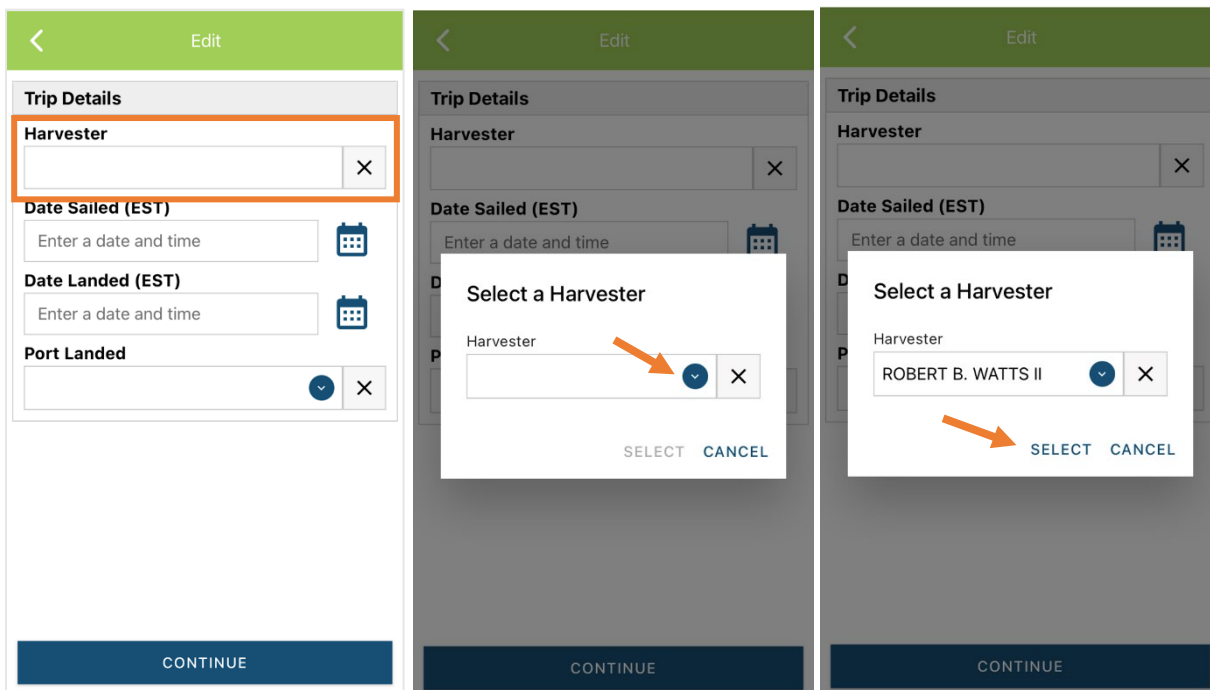 Edit
Trip Details
Harvester
Date Sailed (EST)
Enter a date and time
Date Landed (EST)
Enter a date and time
Port Landed
CONTINUE
Edit
Trip Details
Harvester
Date Sailed (EST)
Enter a date and time
D
P
Select a Harvester
Harvester
SELECT CANCEL
CONTINUE
Edit
Trip Details
Harvester
Date Sailed (EST)
Enter a date and time
D
P
Select a Harvester
Harvester
ROBERT B. WATTS II
SELECT CANCEL
CONTINUE